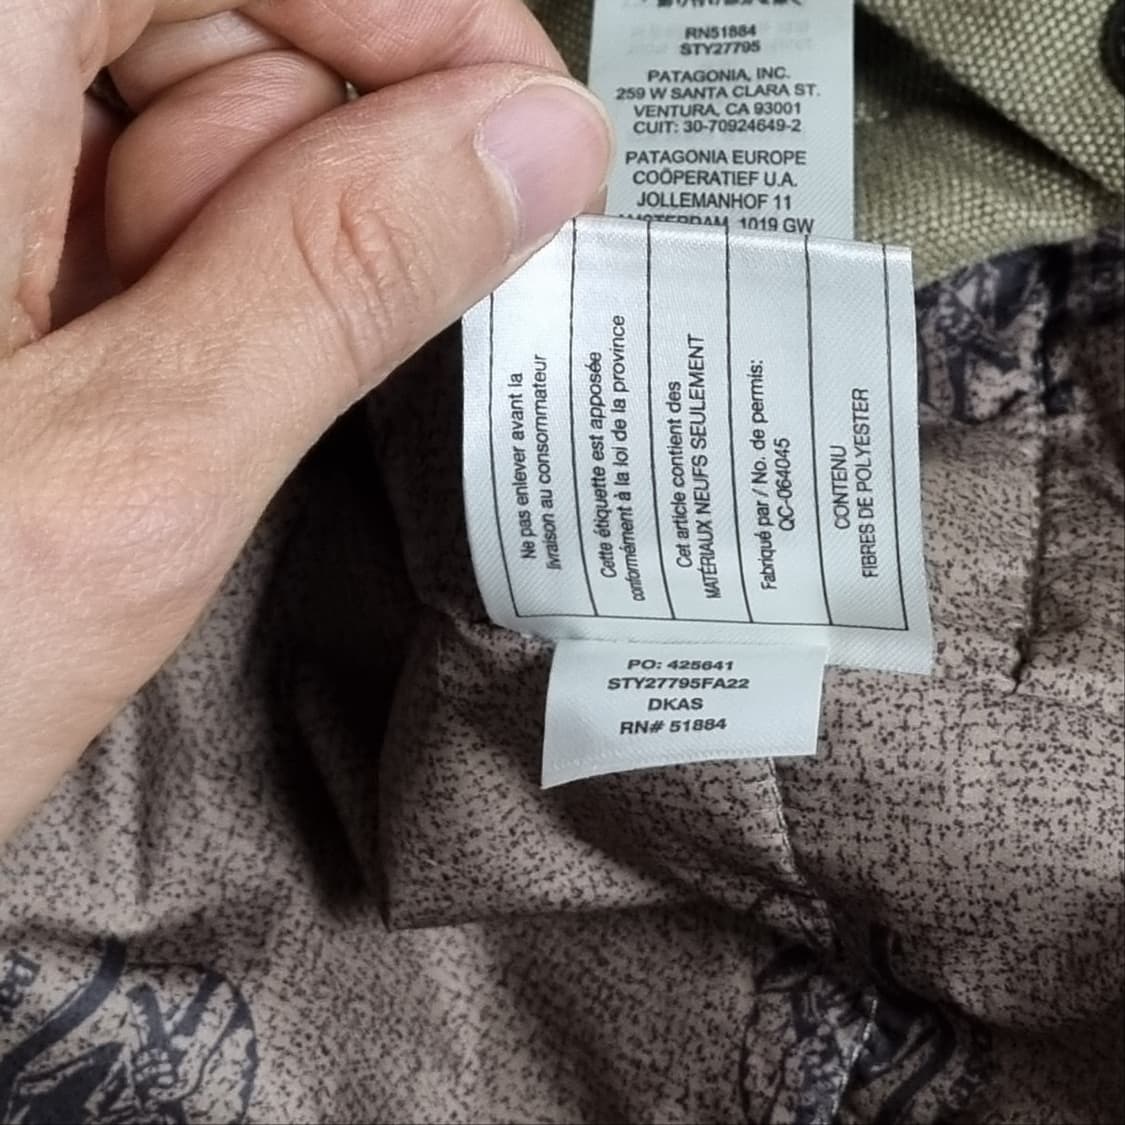 RN51884
STY27795
PATAGONIA, INC.
259 W SANTA CLARA ST.
VENTURA, CA 93001
CUIT: 30-70924649-2
PATAGONIA EUROPE
COÖPERATIEF U.A.
JOLLEMANHOF 11
AMSTERDAM, 1019 GW
Ne pas enlever avant la
livraison au consommateur
Cette étiquette est apposée
conformément à la loi de la province
Cet article contient des
MATÉRIAUX NEUFS SEULEMENT
Fabriqué par / No. de permis:
QC-064045
CONTENU
FIBRES DE POLYESTER
PO: 425641
STY27795FA22
DKAS
RN# 51884